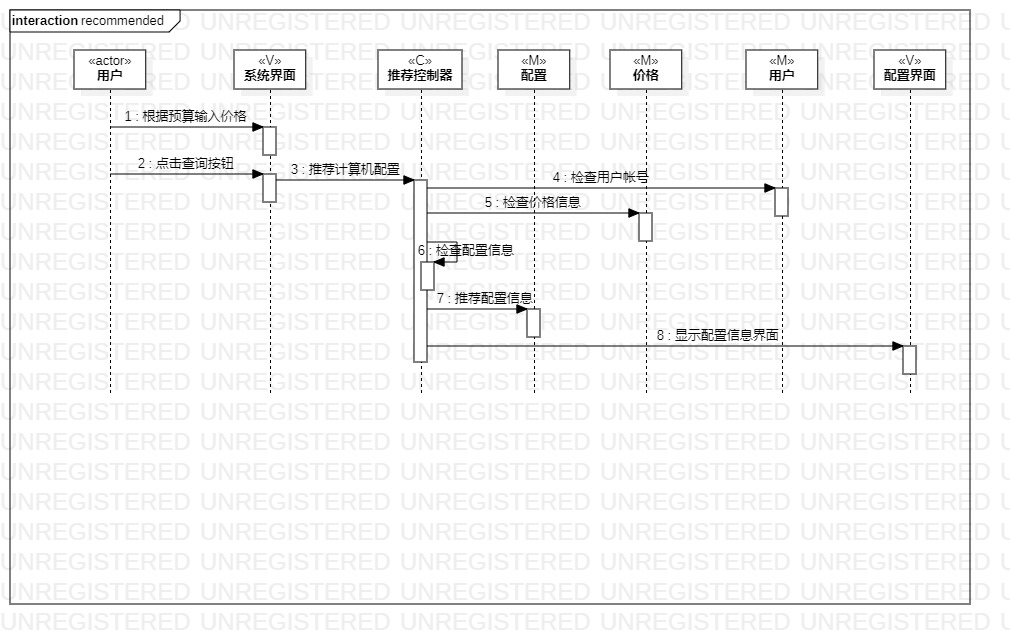 interaction recommended
«actor»
用户
«V»
系统界面
«C»
推荐控制器
«M»
配置
«M»
价格
«M»
用户
«V»
配置界面
1 : 根据预算输入价格
2 : 点击查询按钮
3 : 推荐计算机配置
4 : 检查用户帐号
5 : 检查价格信息
6 : 检查配置信息
7 : 推荐配置信息
8 : 显示配置信息界面
UNREGISTERED